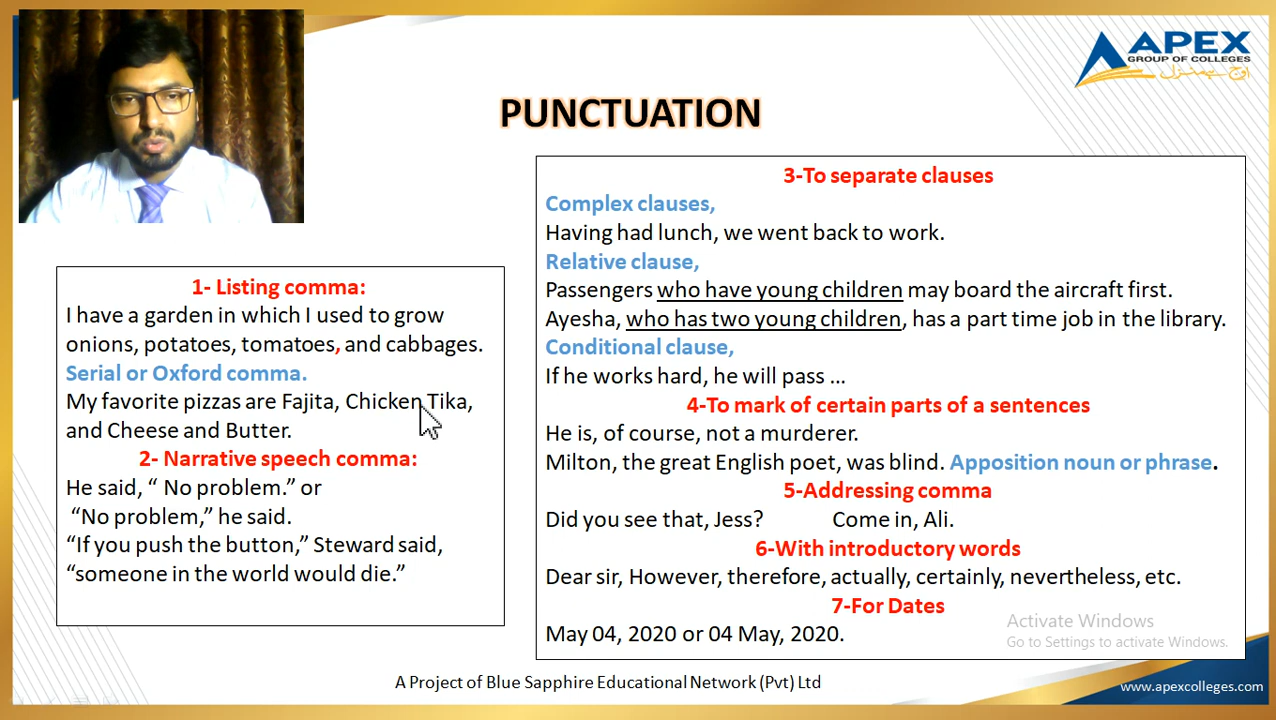 APEX
GROUP OF COLLEGES
اوج ہے منزل
PUNCTUATION
1- Listing comma:
I have a garden in which I used to grow
onions, potatoes, tomatoes, and cabbages.
Serial or Oxford comma.
My favorite pizzas are Fajita, Chicken Tika,
and Cheese and Butter.
2- Narrative speech comma:
He said, “ No problem.” or
“No problem,” he said.
“If you push the button,” Steward said,
“someone in the world would die.”
3-To separate clauses
Complex clauses,
Having had lunch, we went back to work.
Relative clause,
Passengers who have young children may board the aircraft first.
Ayesha, who has two young children, has a part time job in the library.
Conditional clause,
If he works hard, he will pass ...
4-To mark of certain parts of a sentences
He is, of course, not a murderer.
Milton, the great English poet, was blind. Apposition noun or phrase.
5-Addressing comma
Did you see that, Jess? Come in, Ali.
6-With introductory words
Dear sir, However, therefore, actually, certainly, nevertheless, etc.
7-For Dates
May 04, 2020 or 04 May, 2020.
Activate Windows
Go to Settings to activate Windows.
A Project of Blue Sapphire Educational Network (Pvt) Ltd
www.apexcolleges.com